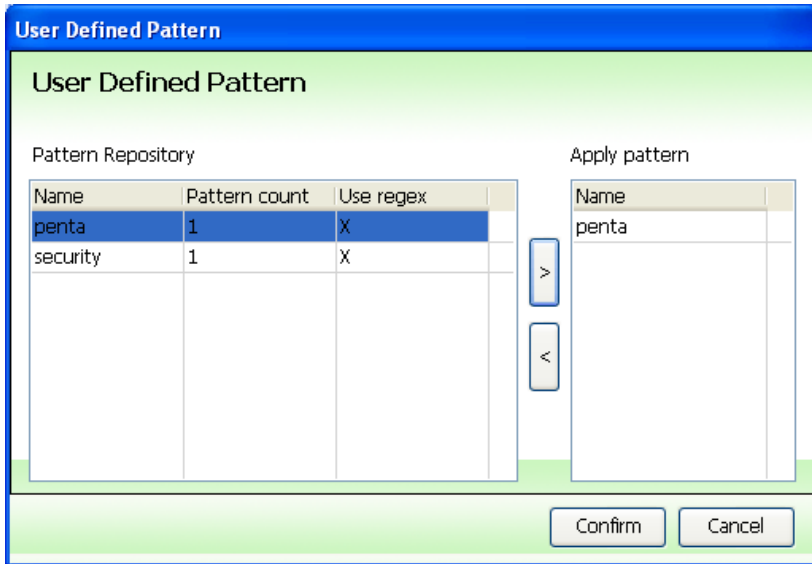 User Defined Pattern
User Defined Pattern
Pattern Repository
Apply pattern
Name Pattern count Use regex
Name
penta 1 X
penta
security 1 X
>
<
Confirm Cancel